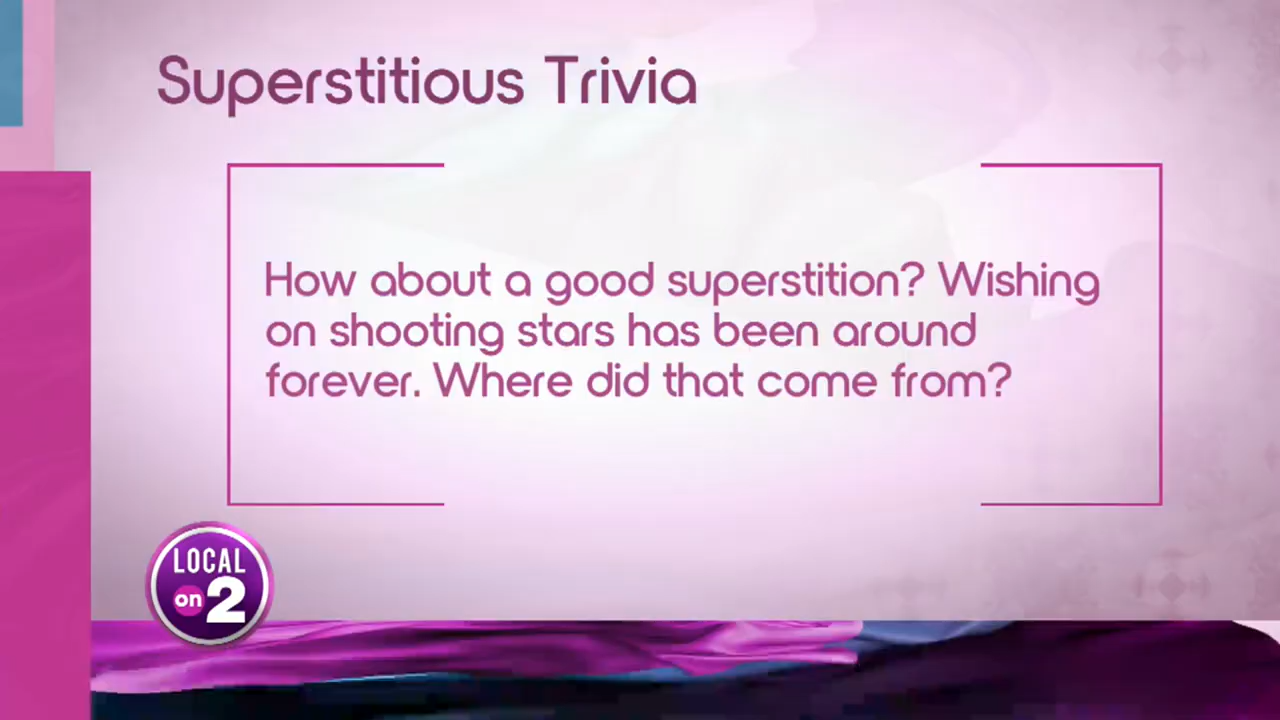 Superstitious Trivia
How about a good superstition? Wishing
on shooting stars has been around
forever. Where did that come from?
LOCAL
on 2